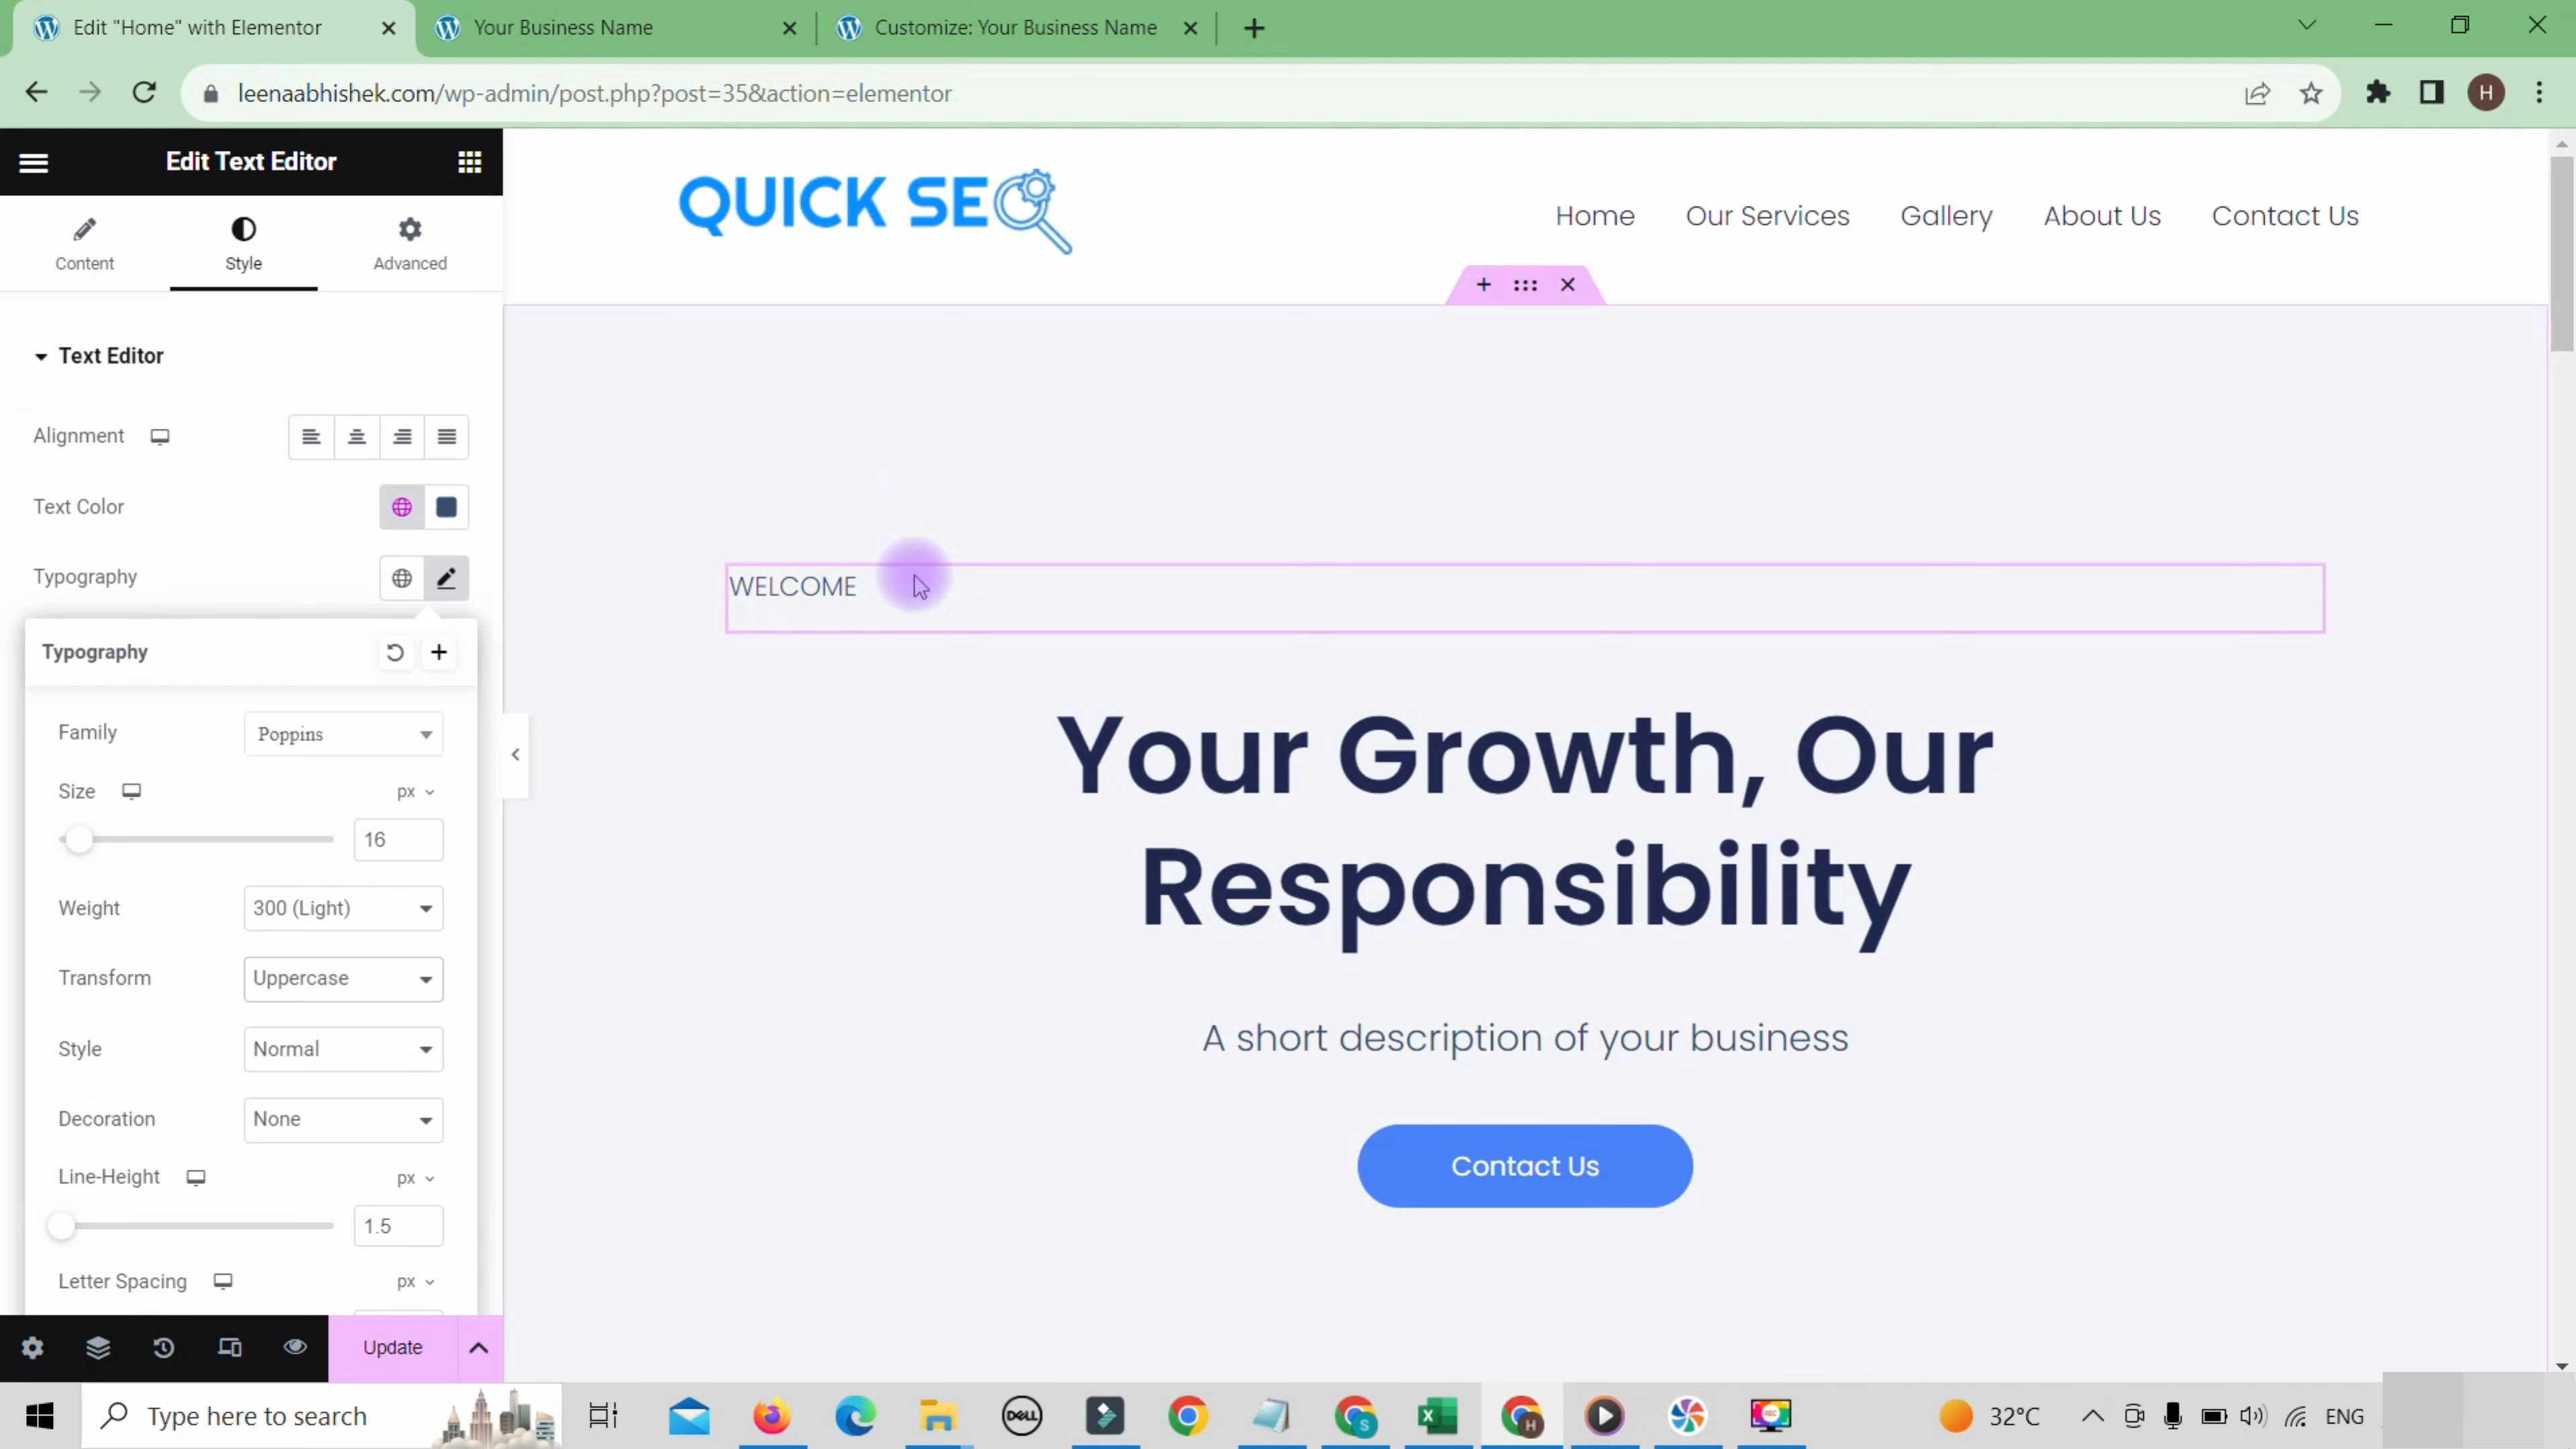 Edit "Home" with Elementor
Your Business Name
Customize: Your Business Name
leenaabhishek.com/wp-admin/post.php?post=35&action=elementor
H
Edit Text Editor
Content
Style
Advanced
Text Editor
Alignment
Text Color
Typography
Typography
Family
Poppins
Size
px
16
Weight
300 (Light)
Transform
Uppercase
Style
Normal
Decoration
None
Line-Height
px
1.5
Letter Spacing
px
Update
QUICK SEO
Home
Our Services
Gallery
About Us
Contact Us
WELCOME
Your Growth, Our
Responsibility
A short description of your business
Contact Us
Type here to search
DELL
S
H
REC
32°C
ENG